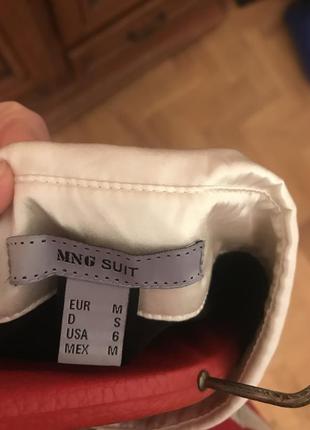 MNG SUIT
EUR M
D S
USA 6
MEX M